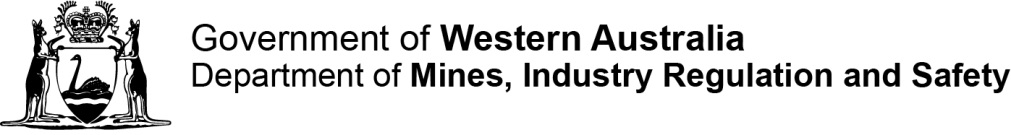 Government of Western Australia
Department of Mines, Industry Regulation and Safety